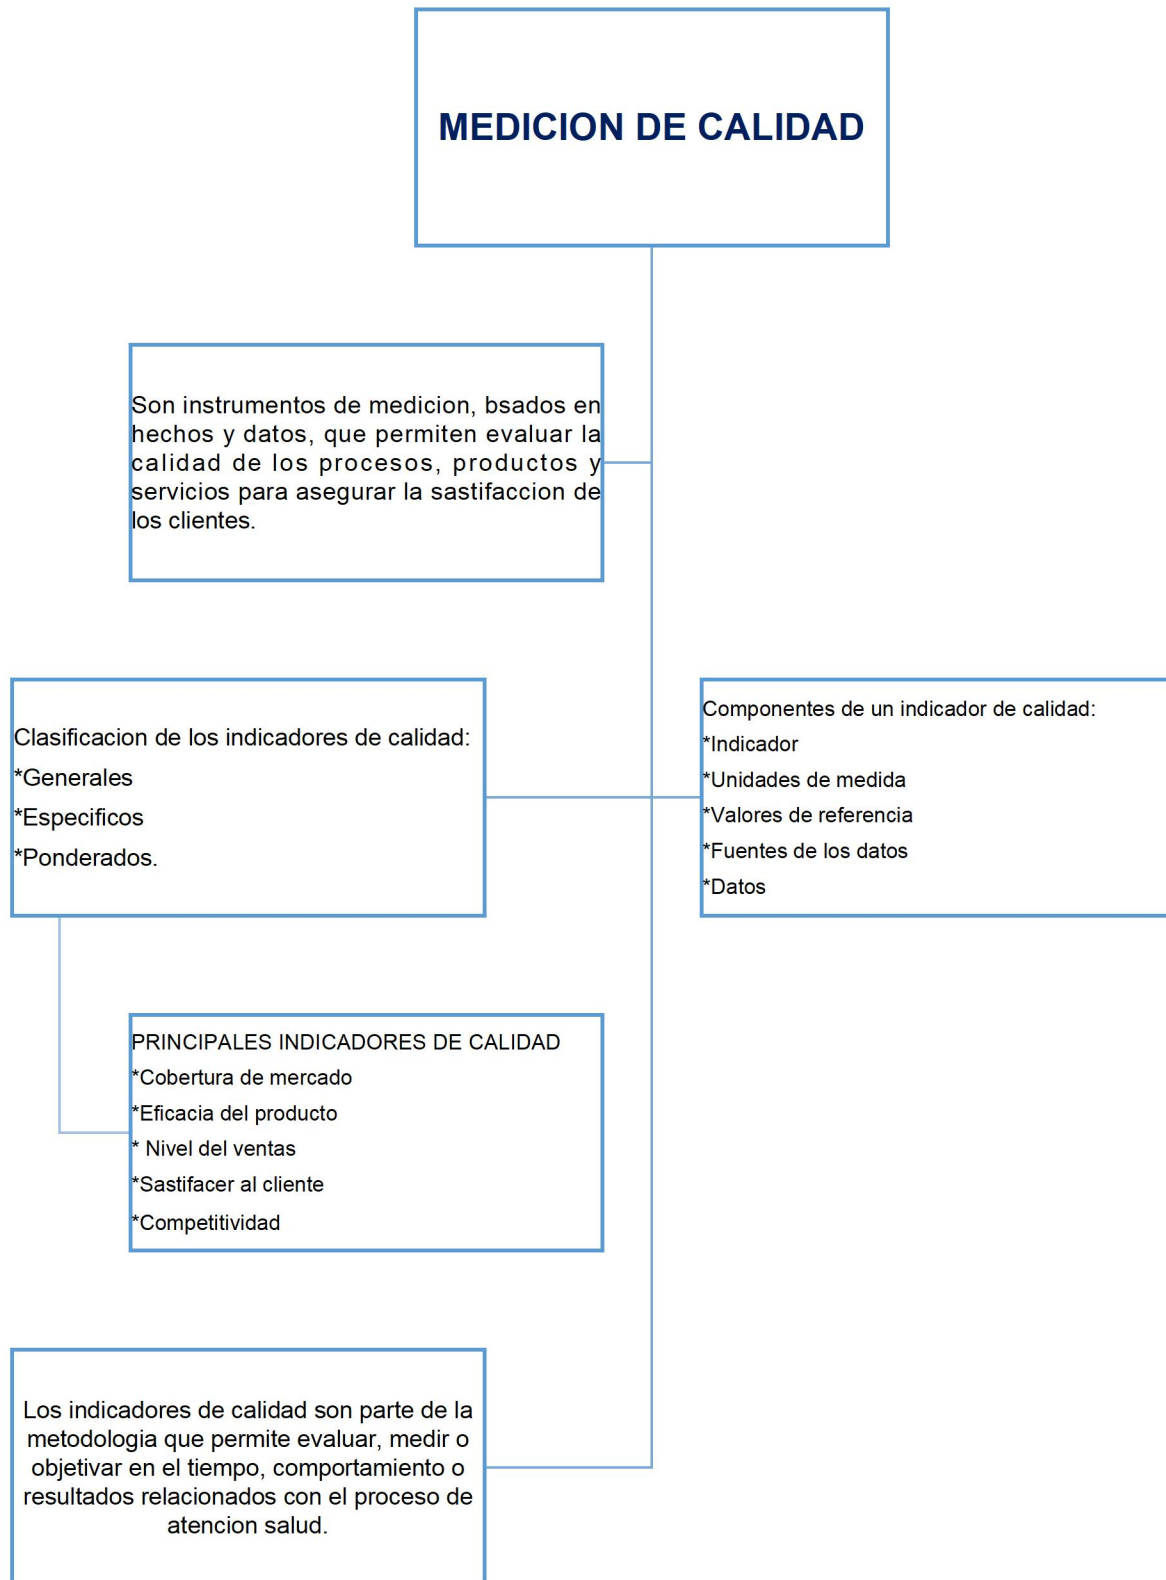 MEDICION DE CALIDAD
Son instrumentos de medicion, bsados en
hechos y datos, que permiten evaluar la
calidad de los procesos, productos y
servicios para asegurar la sastifaccion de
los clientes.
Clasificacion de los indicadores de calidad:
*Generales
*Especificos
*Ponderados.
Componentes de un indicador de calidad:
*Indicador
*Unidades de medida
*Valores de referencia
*Fuentes de los datos
*Datos
PRINCIPALES INDICADORES DE CALIDAD
*Cobertura de mercado
*Eficacia del producto
* Nivel del ventas
*Sastifacer al cliente
*Competitividad
Los indicadores de calidad son parte de la
metodologia que permite evaluar, medir o
objetivar en el tiempo, comportamiento o
resultados relacionados con el proceso de
atencion salud.